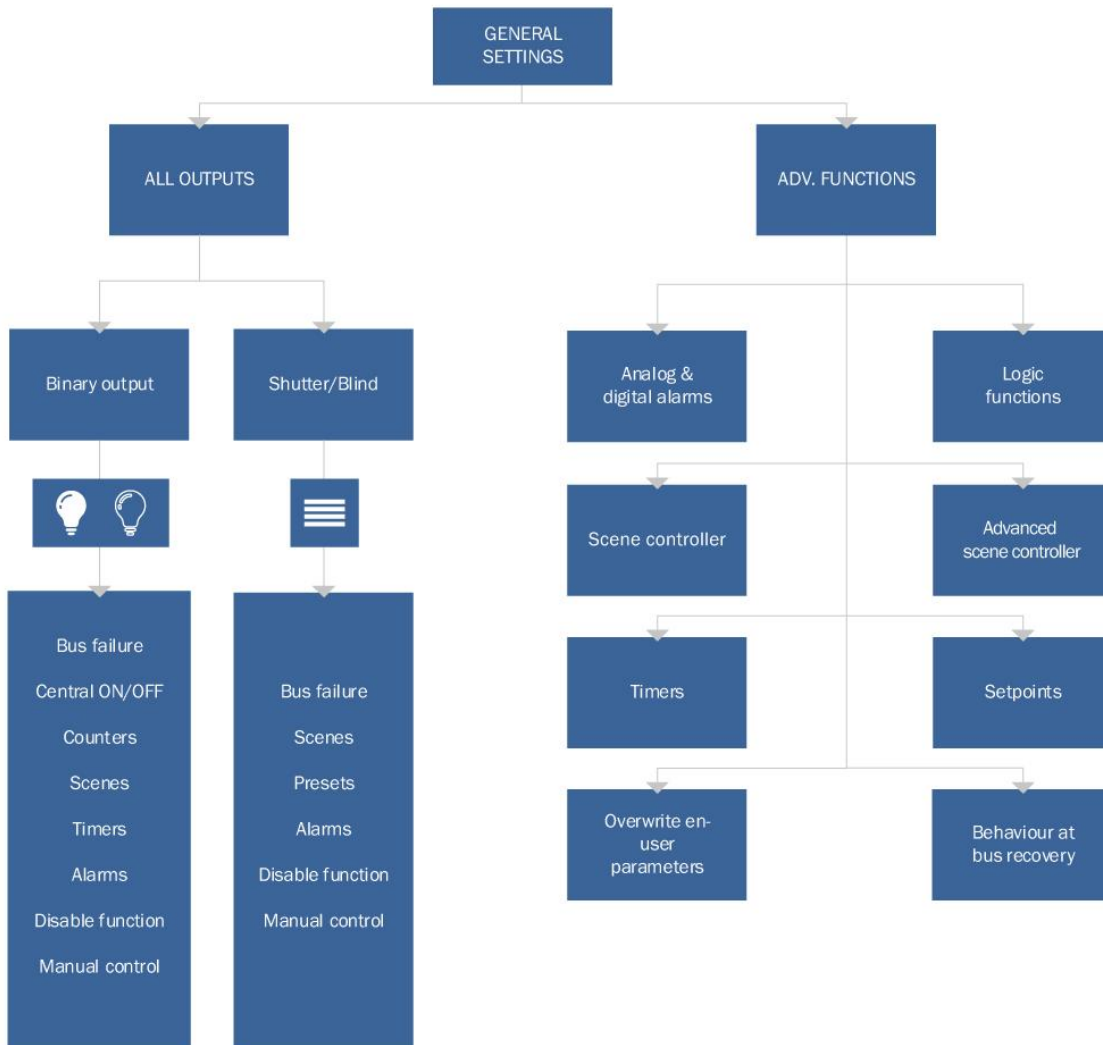 GENERAL
SETTINGS
ALL OUTPUTS
ADV. FUNCTIONS
Binary output
Shutter/Blind
Bus failure
Central ON/OFF
Counters
Scenes
Timers
Alarms
Disable function
Manual control
Bus failure
Scenes
Presets
Alarms
Disable function
Manual control
Analog &
digital alarms
Logic
functions
Scene controller
Advanced
scene controller
Timers
Setpoints
Overwrite en-
user
parameters
Behaviour at
bus recovery